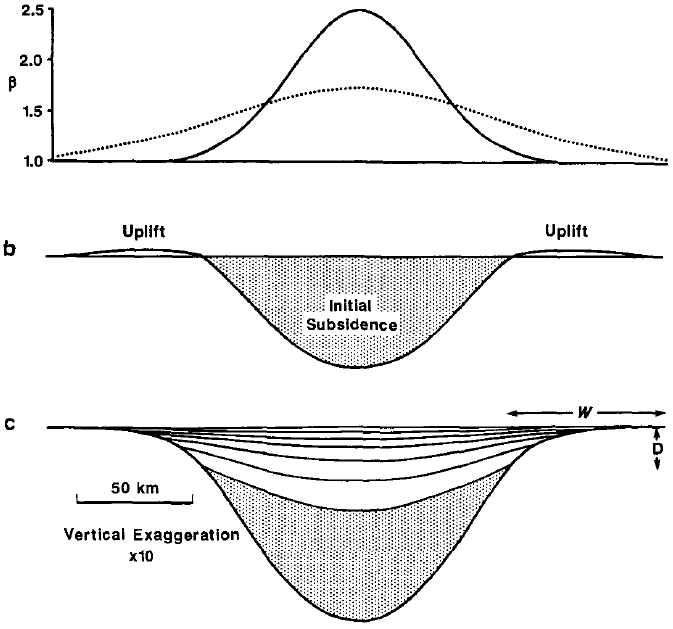 2.5
2.0
β
1.5
1.0
Uplift
Uplift
b
Initial
Subsidence
c
W
D
50 km
Vertical Exaggeration
x10